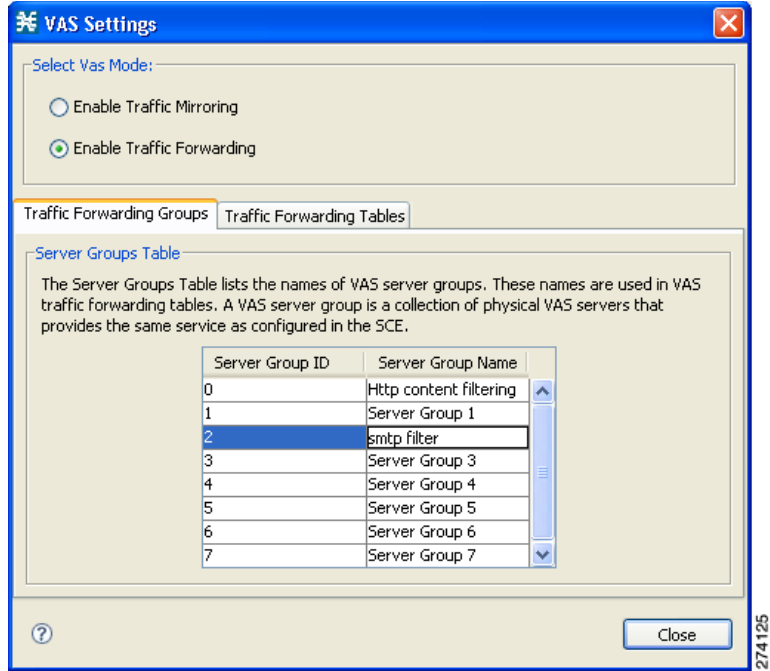 VAS Settings
Select Vas Mode:
Enable Traffic Mirroring
Enable Traffic Forwarding
Traffic Forwarding Groups Traffic Forwarding Tables
Server Groups Table
The Server Groups Table lists the names of VAS server groups. These names are used in VAS
traffic forwarding tables. A VAS server group is a collection of physical VAS servers that
provides the same service as configured in the SCE.
Server Group ID Server Group Name
0 Http content filtering
1 Server Group 1
2 smtp filter
3 Server Group 3
4 Server Group 4
5 Server Group 5
6 Server Group 6
7 Server Group 7
? Close
274125